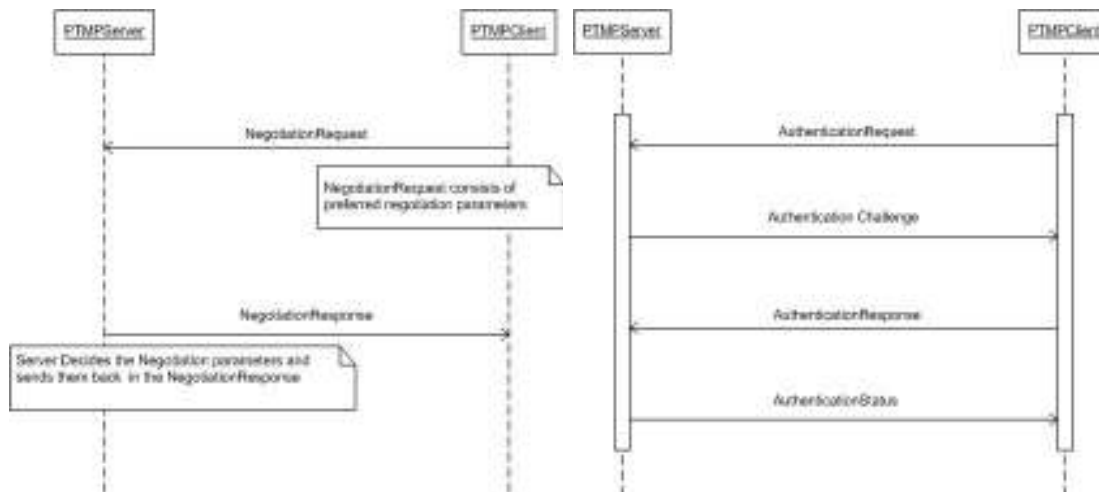 PTMPServer
PTMPClient
NegotiationRequest
NegotiationRequest consists of
preferred negotiation parameters
NegotiationResponse
Server Decides the Negotiation parameters and
sends them back in the NegotiationResponse
PTMPServer
PTMPClient
AuthenticationRequest
Authentication Challenge
AuthenticationResponse
AuthenticationStatus